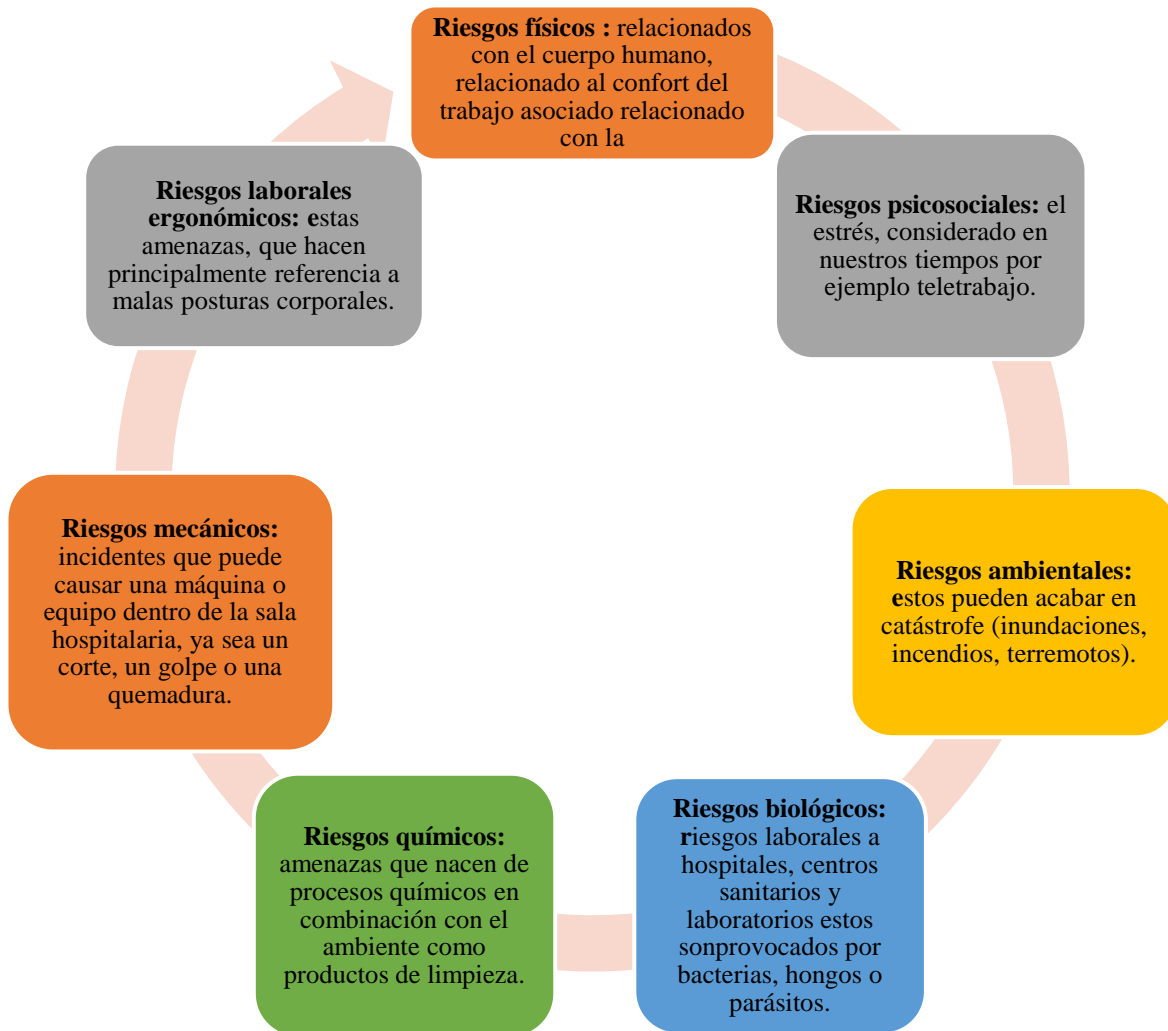 Riesgos físicos : relacionados
con el cuerpo humano,
relacionado al confort del
trabajo asociado relacionado
con la
Riesgos psicosociales: el
estrés, considerado en
nuestros tiempos por
ejemplo teletrabajo.
Riesgos ambientales:
estos pueden acabar en
catástrofe (inundaciones,
incendios, terremotos).
Riesgos biológicos:
riesgos laborales a
hospitales, centros
sanitarios y
laboratorios estos
sonprovocados por
bacterias, hongos o
parásitos.
Riesgos químicos:
amenazas que nacen de
procesos químicos en
combinación con el
ambiente como
productos de limpieza.
Riesgos mecánicos:
incidentes que puede
causar una máquina o
equipo dentro de la sala
hospitalaria, ya sea un
corte, un golpe o una
quemadura.
Riesgos laborales
ergonómicos: estas
amenazas, que hacen
principalmente referencia a
malas posturas corporales.